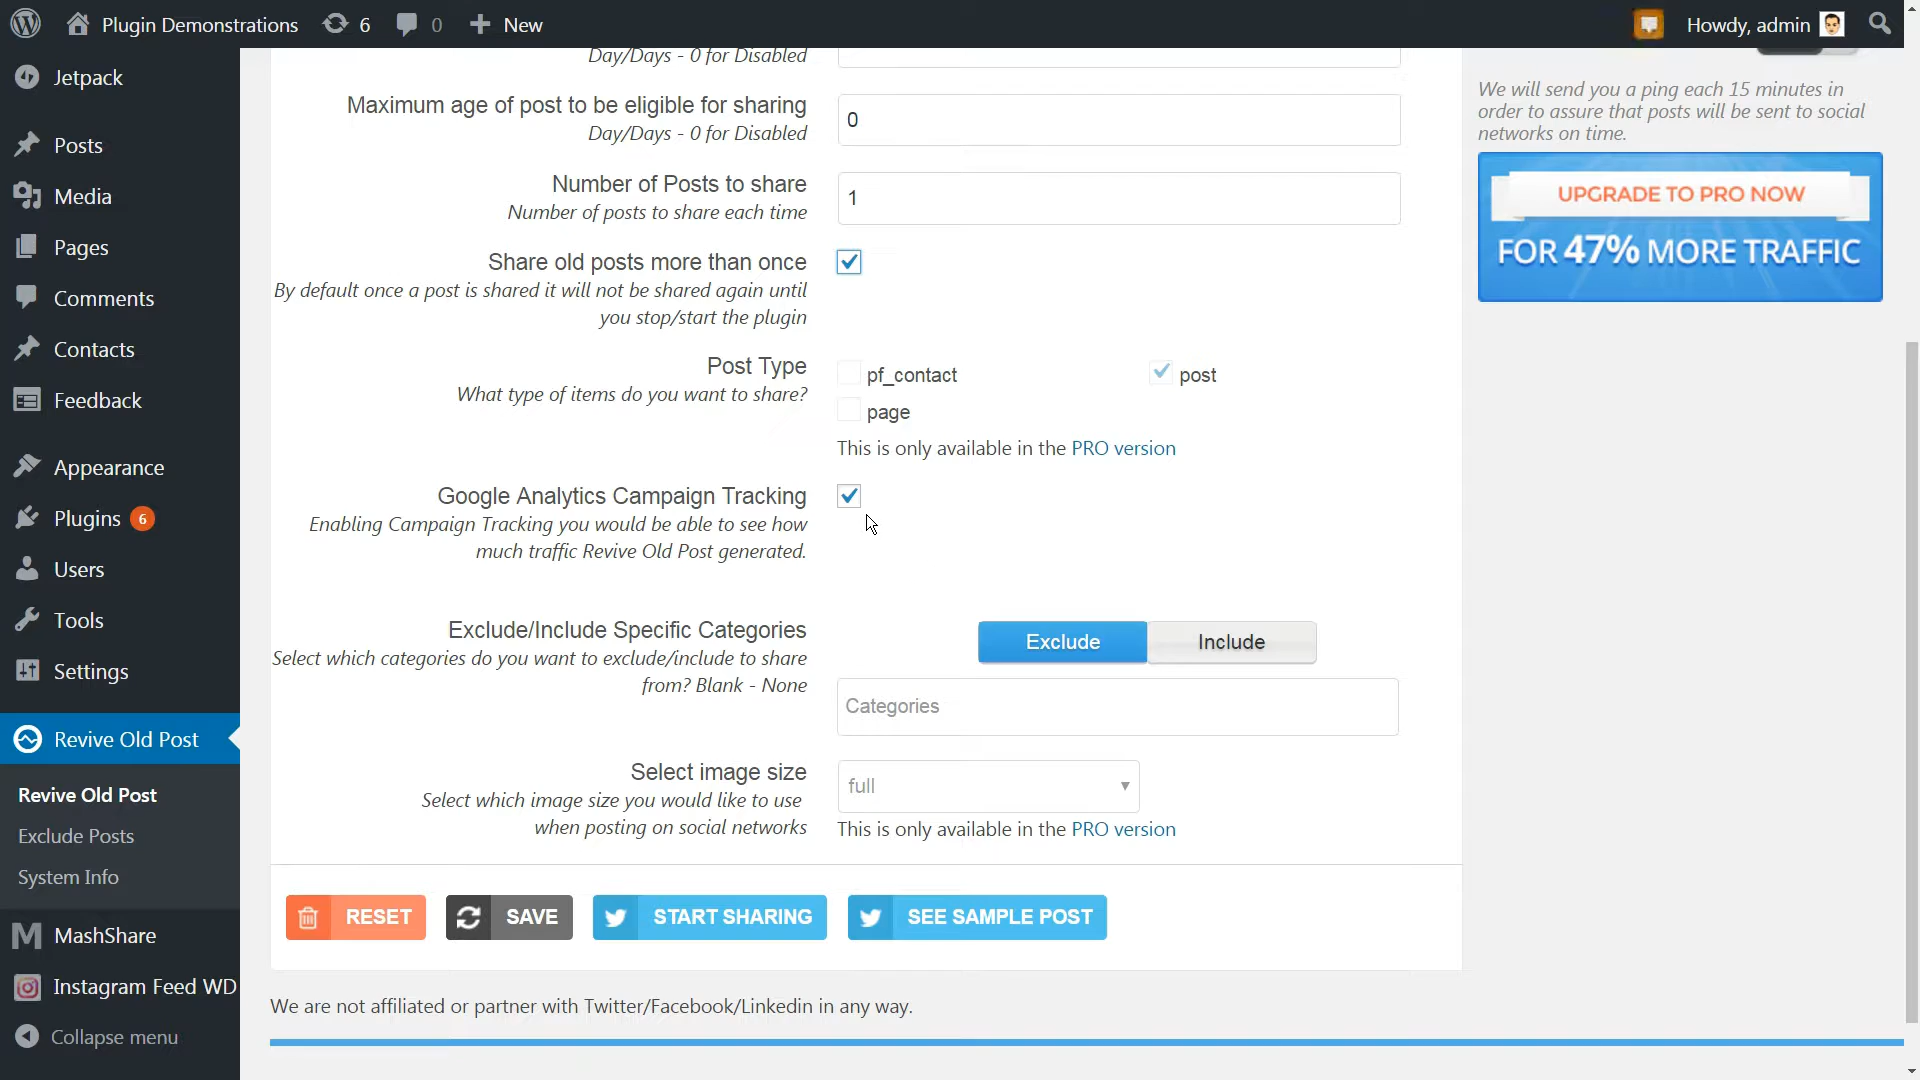 Plugin Demonstrations 6 0 New Howdy, admin
Jetpack
Posts
Media
Pages
Comments
Contacts
Feedback
Appearance
Plugins 6
Users
Tools
Settings
Revive Old Post
Revive Old Post
Exclude Posts
System Info
MashShare
Instagram Feed WD
Collapse menu
Day/Days - 0 for Disabled
Maximum age of post to be eligible for sharing
Day/Days - 0 for Disabled
0
Number of Posts to share
Number of posts to share each time
1
Share old posts more than once
By default once a post is shared it will not be shared again until
you stop/start the plugin
Post Type
What type of items do you want to share?
pf_contact
post
page
This is only available in the PRO version
Google Analytics Campaign Tracking
Enabling Campaign Tracking you would be able to see how
much traffic Revive Old Post generated.
Exclude/Include Specific Categories
Select which categories do you want to exclude/include to share
from? Blank - None
Exclude Include
Categories
Select image size
Select which image size you would like to use
when posting on social networks
full
This is only available in the PRO version
RESET SAVE START SHARING SEE SAMPLE POST
We are not affiliated or partner with Twitter/Facebook/Linkedin in any way.
We will send you a ping each 15 minutes in
order to assure that posts will be sent to social
networks on time.
UPGRADE TO PRO NOW
FOR 47% MORE TRAFFIC